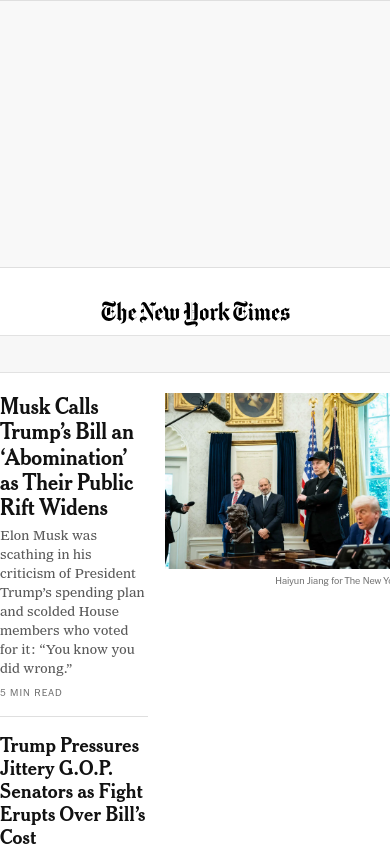 The New York Times
Musk Calls
Trump’s Bill an
‘Abomination’
as Their Public
Rift Widens
Elon Musk was
scathing in his
criticism of President
Trump’s spending plan
and scolded House
members who voted
for it: “You know you
did wrong.”
5 MIN READ
Haiyun Jiang for The New Yo
Trump Pressures
Jittery G.O.P.
Senators as Fight
Erupts Over Bill’s
Cost